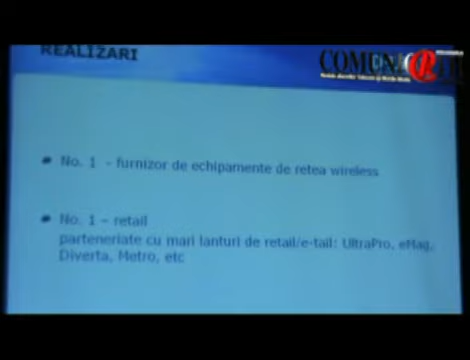 REALIZARI
No. 1 - furnizor de echipamente de retea wireless
No. 1 – retail
parteneriate cu mari lanturi de retail/e-tail: UltraPro, eMag,
Diverta, Metro, etc